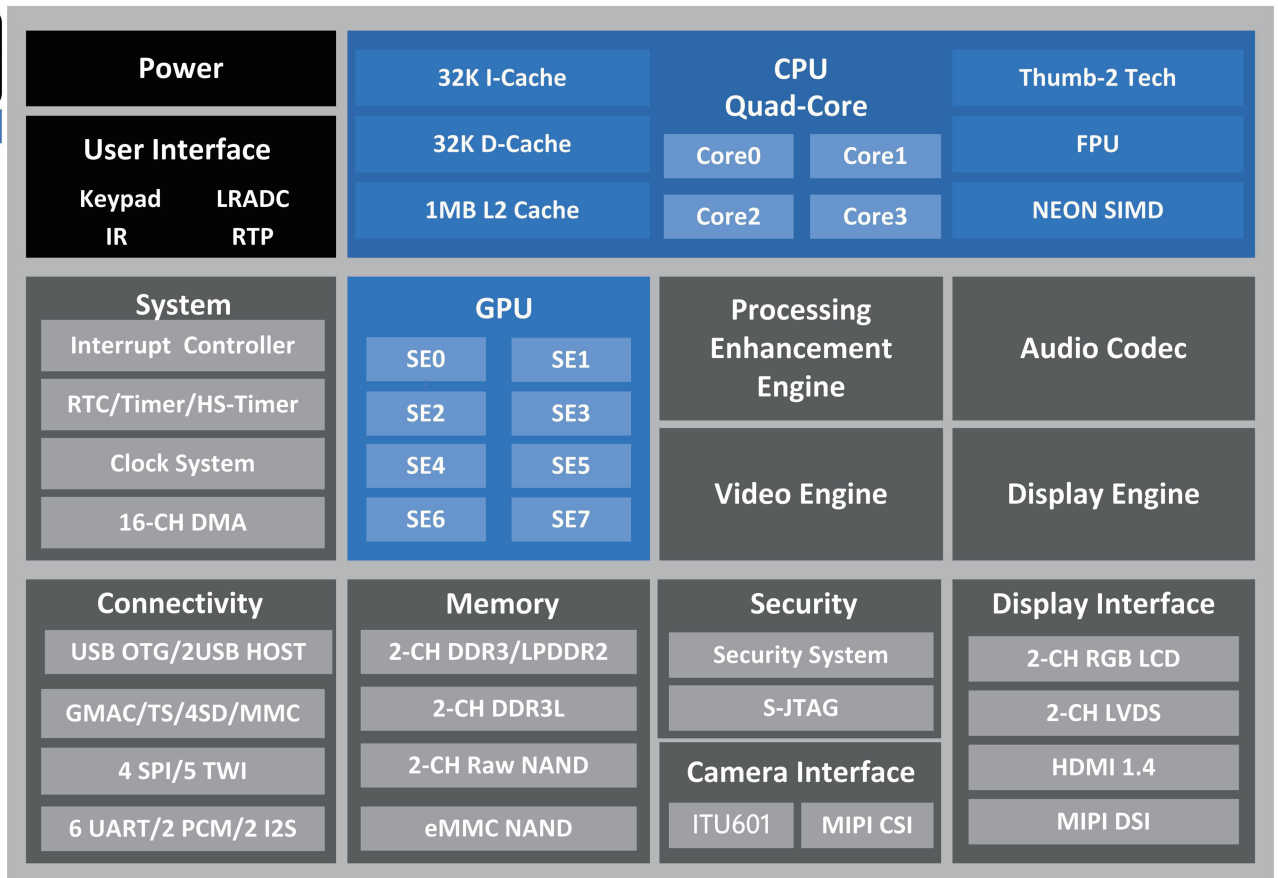 Power
User Interface
Keypad LRADC
IR RTP
32K I-Cache
32K D-Cache
1MB L2 Cache
CPU
Quad-Core
Core0 Core1
Core2 Core3
Thumb-2 Tech
FPU
NEON SIMD
System
Interrupt Controller
RTC/Timer/HS-Timer
Clock System
16-CH DMA
GPU
SE0 SE1
SE2 SE3
SE4 SE5
SE6 SE7
Processing
Enhancement
Engine
Audio Codec
Video Engine
Display Engine
Connectivity
USB OTG/2USB HOST
GMAC/TS/4SD/MMC
4 SPI/5 TWI
6 UART/2 PCM/2 I2S
Memory
2-CH DDR3/LPDDR2
2-CH DDR3L
2-CH Raw NAND
eMMC NAND
Security
Security System
S-JTAG
Camera Interface
ITU601 MIPI CSI
Display Interface
2-CH RGB LCD
2-CH LVDS
HDMI 1.4
MIPI DSI